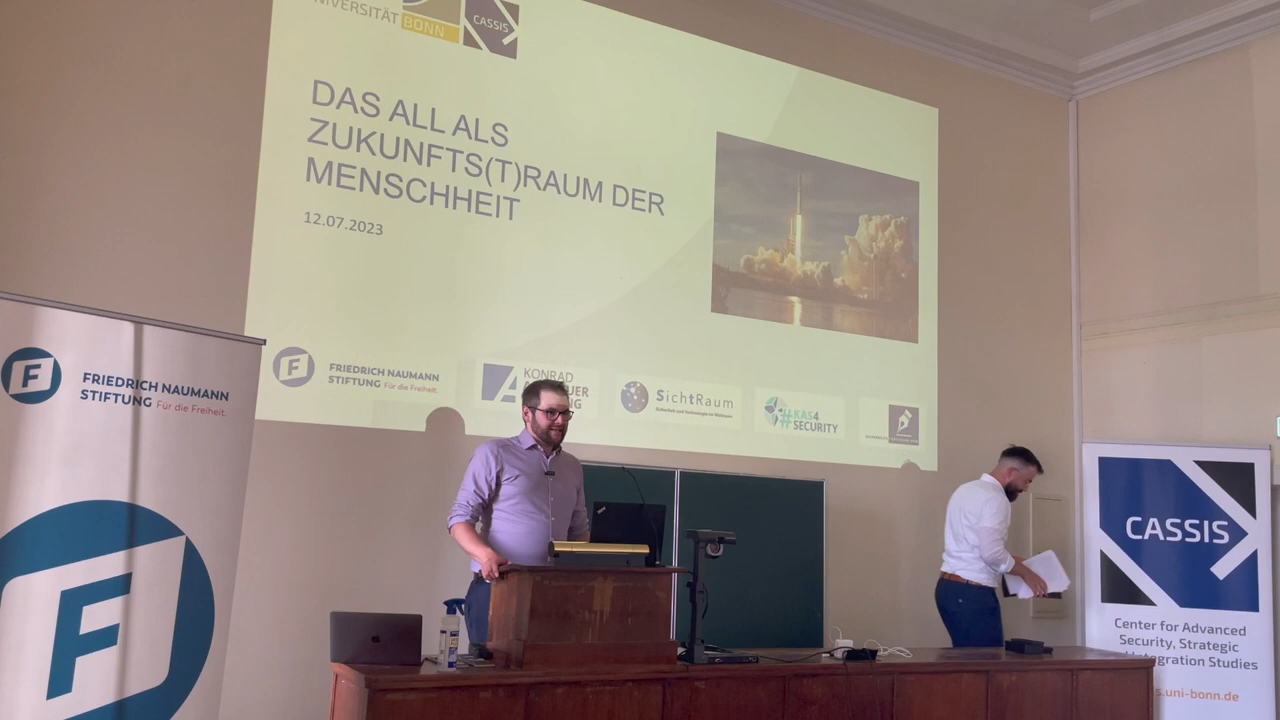 UNIVERSITÄT BONN
CASSIS
DAS ALL ALS
ZUKUNFTS(T)RAUM DER
MENSCHHEIT
12.07.2023
F
FRIEDRICH NAUMANN
STIFTUNG Für die Freiheit.
KONRAD
SichtRaum
#KAS4
SECURITY
F
FRIEDRICH NAUMANN
STIFTUNG Für die Freiheit.
F
CASSIS
Center for Advanced
Security, Strategic
Integration Studies
uni-bonn.de